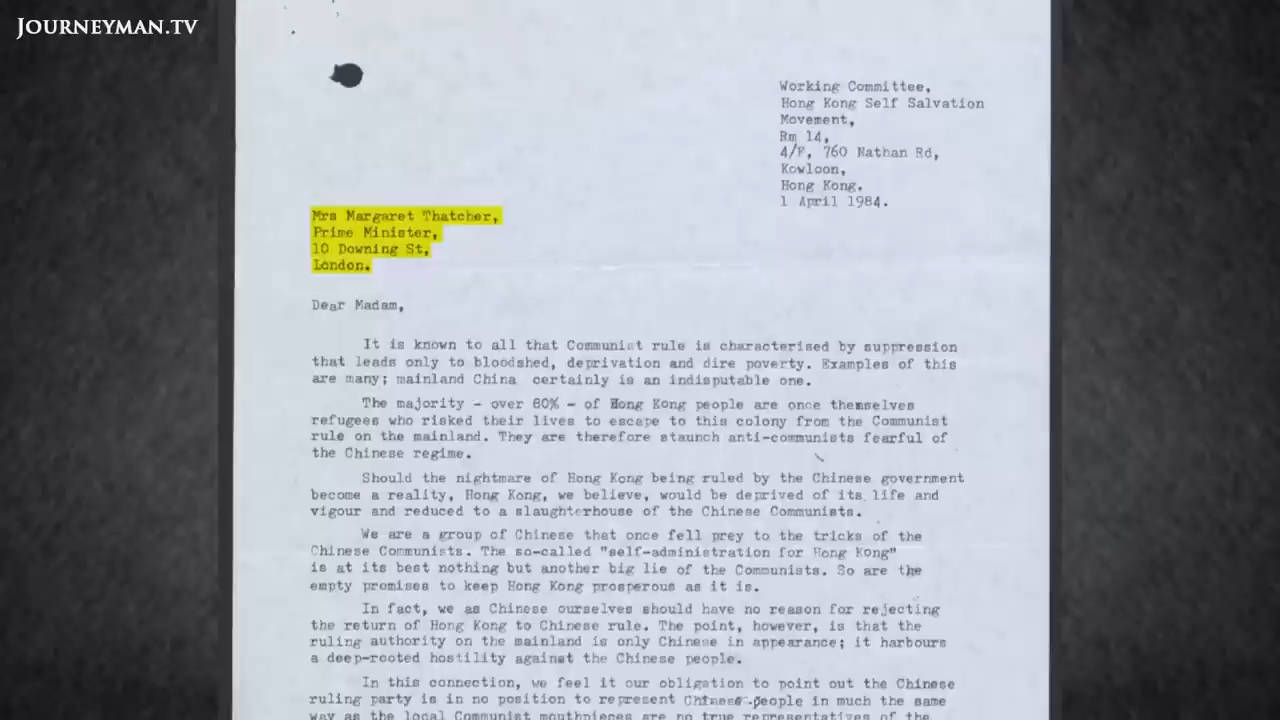 JOURNEYMAN.TV
Working Committee,
Hong Kong Self Salvation
Movement,
Rm 14,
4/F, 760 Nathan Rd,
Kowloon,
Hong Kong.
1 April 1984.
Mrs Margaret Thatcher,
Prime Minister,
10 Downing St,
London.
Dear Madam,
It is known to all that Communist rule is characterised by suppression
that leads only to bloodshed, deprivation and dire poverty. Examples of this
are many; mainland China certainly is an indisputable one.
The majority - over 80% - of Hong Kong people are once themselves
refugees who risked their lives to escape to this colony from the Communist
rule on the mainland. They are therefore staunch anti-communists fearful of
the Chinese regime.
Should the nightmare of Hong Kong being ruled by the Chinese government
become a reality, Hong Kong, we believe, would be deprived of its life and
vigour and reduced to a slaughterhouse of the Chinese Communists.
We are a group of Chinese that once fell prey to the tricks of the
Chinese Communists. The so-called "self-administration for Hong Kong"
is at its best nothing but another big lie of the Communists. So are the
empty promises to keep Hong Kong prosperous as it is.
In fact, we as Chinese ourselves should have no reason for rejecting
the return of Hong Kong to Chinese rule. The point, however, is that the
ruling authority on the mainland is only Chinese in appearance; it harbours
a deep-rooted hostility against the Chinese people.
In this connection, we feel it our obligation to point out the Chinese
ruling party is in no position to represent Chinese people in much the same
way as the local Communist mouthpieces are no true representatives of the